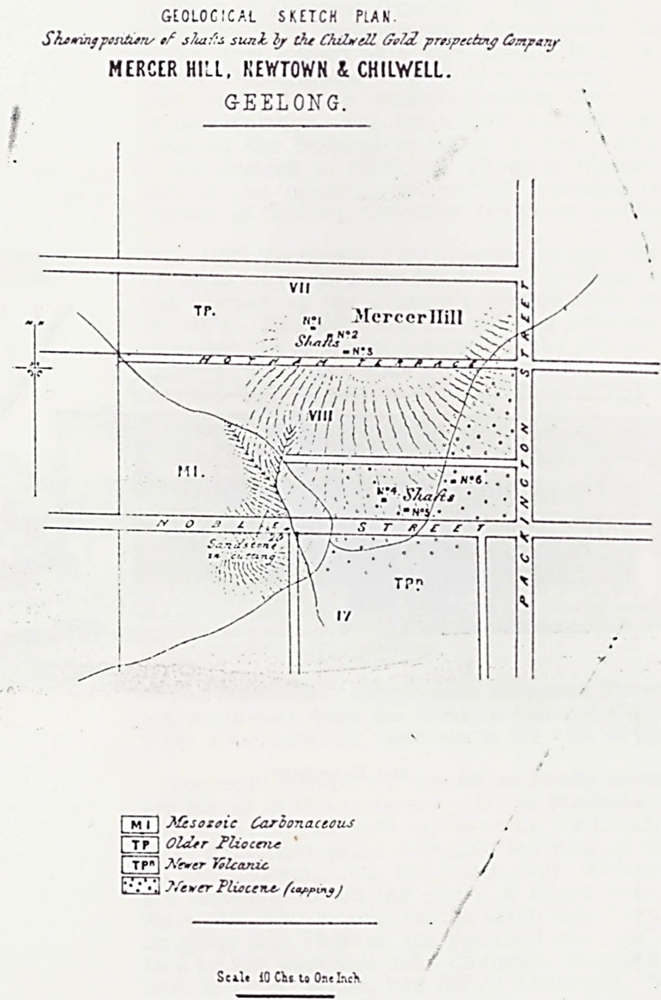 GEOLOGICAL SKETCH PLAN.
Showing position of shafts sunk by the Chilwell Gold prospecting Company
MERCER HILL, NEWTOWN & CHILWELL.
GEELONG.
VII
TP.
Nº1
Mercer Hill
Shafts
Nº2
Nº3
HOTHAM TERRACE
VIII
MI.
Nº6.
Nº4. Shafts
Nº5
NOBLE STREET
20
Sandstone
in cutting
TPn
IV
PACKINGTON STREET
MI Mesozoic Carbonaceous
TP Older Pliocene
TPn Newer Volcanic
Newer Pliocene (capping)
Scale 10 Chs. to One Inch